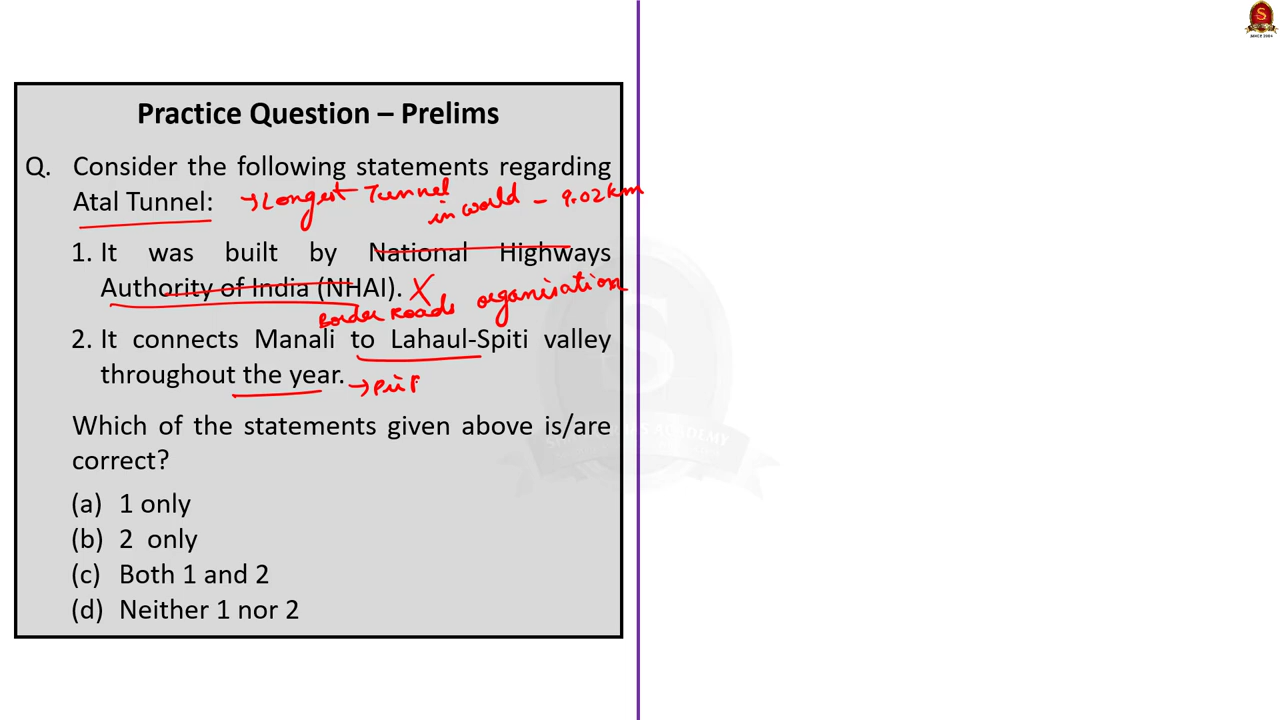 S
SINCE 2004
Practice Question – Prelims
Q. Consider the following statements regarding
Atal Tunnel: → Longest Tunnel
in world - 9.02km
1. It was built by National Highways
Authority of India (NHAI). X
Border Roads organisation
2. It connects Manali to Lahaul-Spiti valley
throughout the year. →
Which of the statements given above is/are
correct?
(a) 1 only
(b) 2 only
(c) Both 1 and 2
(d) Neither 1 nor 2